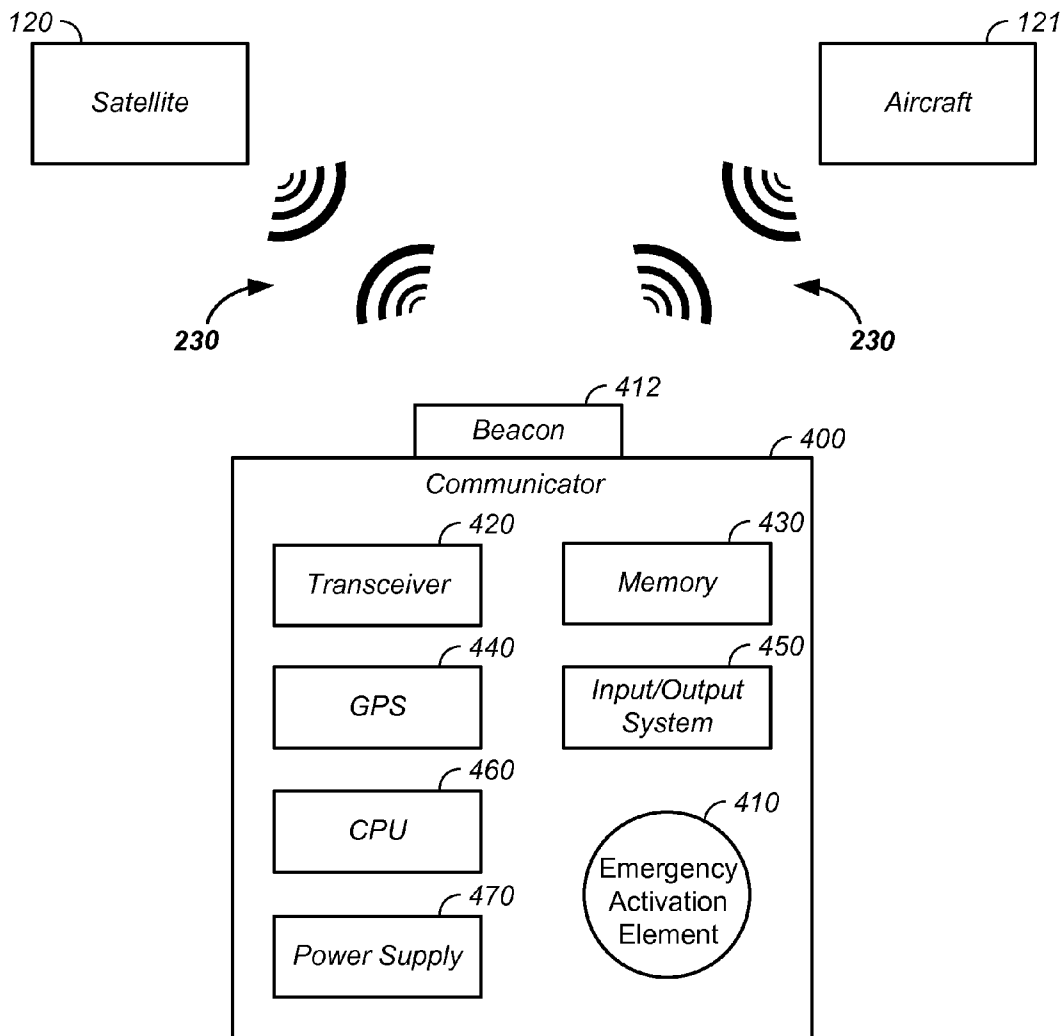 120
121
Satellite
Aircraft
230
230
412
Beacon
400
Communicator
420
430
Transceiver
Memory
440
450
GPS
Input/Output
System
460
410
CPU
Emergency
Activation
Element
470
Power Supply